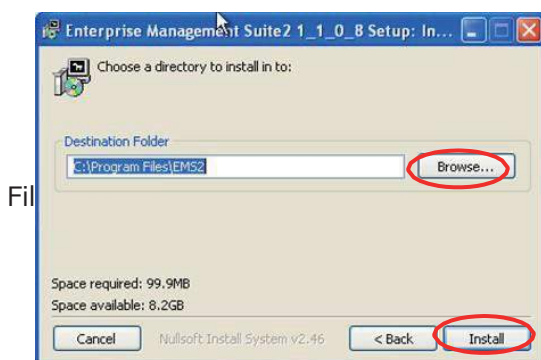 Enterprise Management Suite2 1_1_0_8 Setup: In...
Choose a directory to install in to:
Destination Folder
C:\Program Files\EMS2
Browse...
Fil
Space required: 99.9MB
Space available: 8.2GB
Cancel
Nullsoft Install System v2.46
< Back
Install